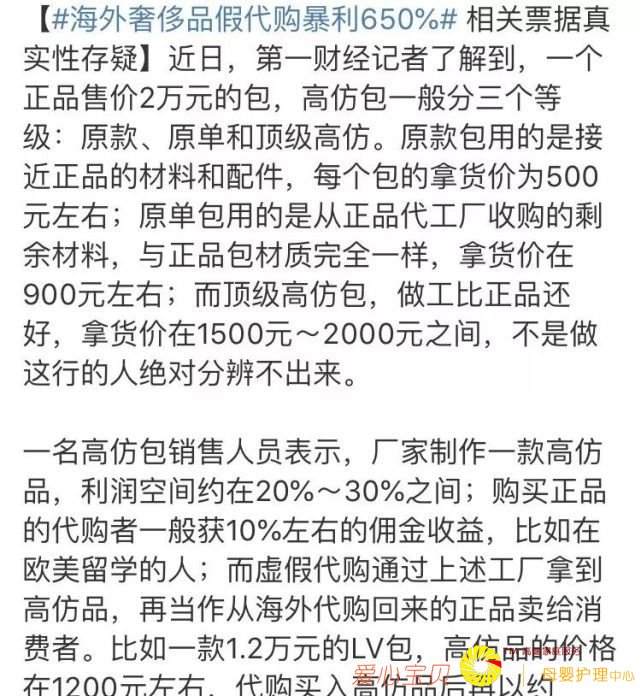 【#海外奢侈品假代购暴利650%# 相关票据真
实性存疑】近日，第一财经记者了解到，一个
正品售价2万元的包，高仿包一般分三个等
级：原款、原单和顶级高仿。原款包用的是接
近正品的材料和配件，每个包的拿货价为500
元左右；原单包用的是从正品代工厂收购的剩
余材料，与正品包材质完全一样，拿货价在
900元左右；而顶级高仿包，做工比正品还
好，拿货价在1500元～2000元之间，不是做
这行的人绝对分辨不出来。
一名高仿包销售人员表示，厂家制作一款高仿
品，利润空间约在20%～30%之间；购买正品
的代购者一般获10%左右的佣金收益，比如在
欧美留学的人；而虚假代购通过上述工厂拿到
高仿品，再当作从海外代购回来的正品卖给消
费者。比如一款1.2万元的LV包，高仿品的价格
在1200元左右，代购买入高仿品后再以约
爱小宝贝
母婴护理中心